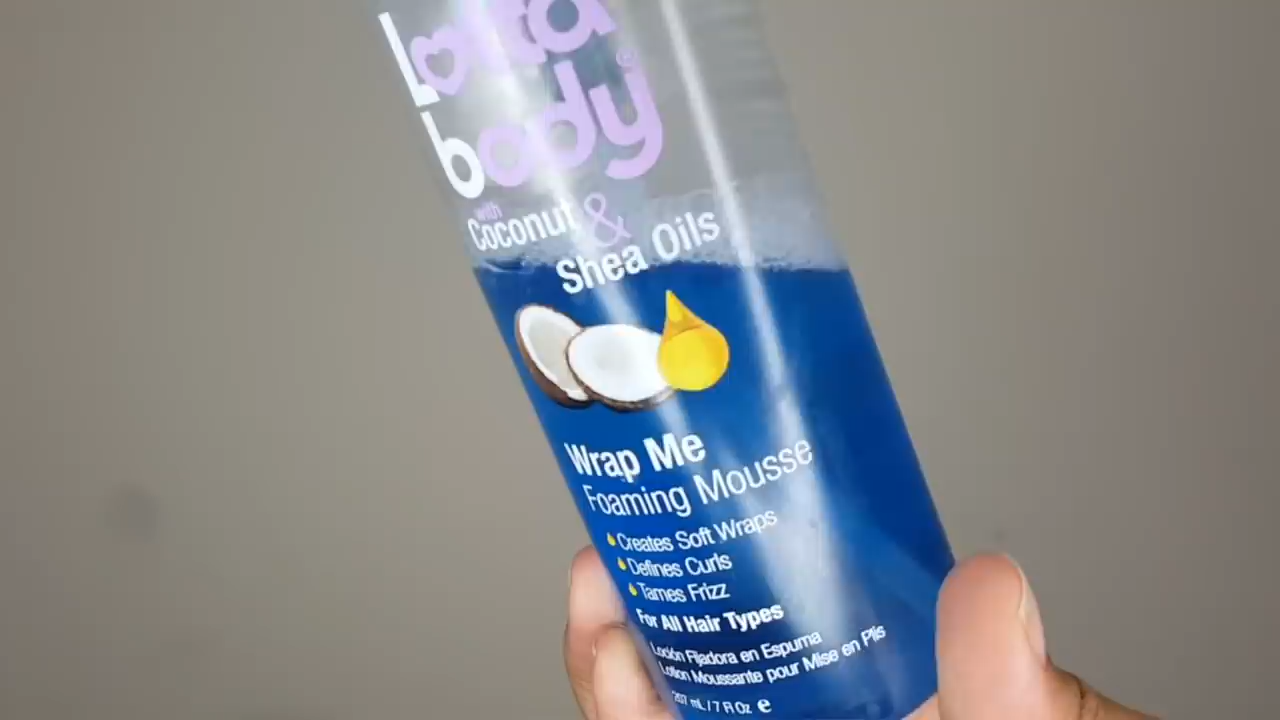 Lotta
body®
with
Coconut &
Shea Oils
Wrap Me
Foaming Mousse
Creates Soft Wraps
Defines Curls
Tames Frizz
For All Hair Types
Loción Fijadora en Espuma
Lotion Moussante pour Mise en Plis
207 mL / 7 Fl Oz e